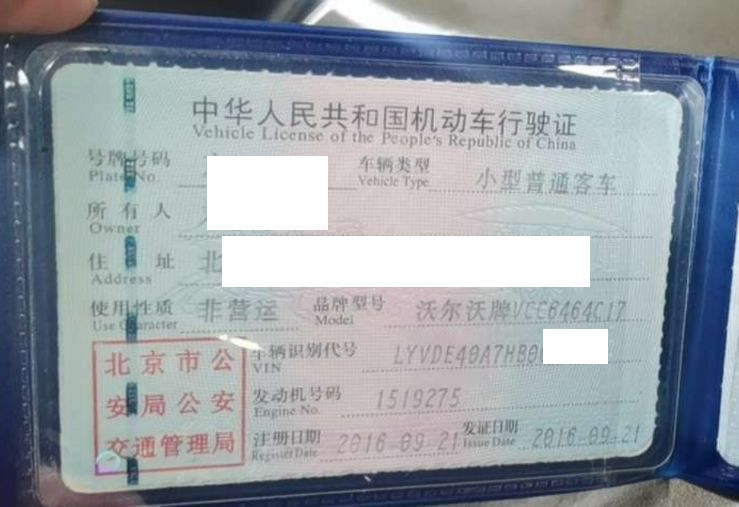 中华人民共和国机动车行驶证
Vehicle License of the People's Republic of China
号牌号码 车辆类型 小型普通客车
Plate No. Vehicle Type
所有人
Owner
住址 北
Address
使用性质 非营运 品牌型号 沃尔沃牌VCC6464C17
Use Character Model
车辆识别代号 LYVDE40A7HB0
VIN
北京市公
安局公安
交通管理局
发动机号码 1519275
Engine No.
注册日期 2016-09-21 发证日期 2016-09-21
Register Date Issue Date